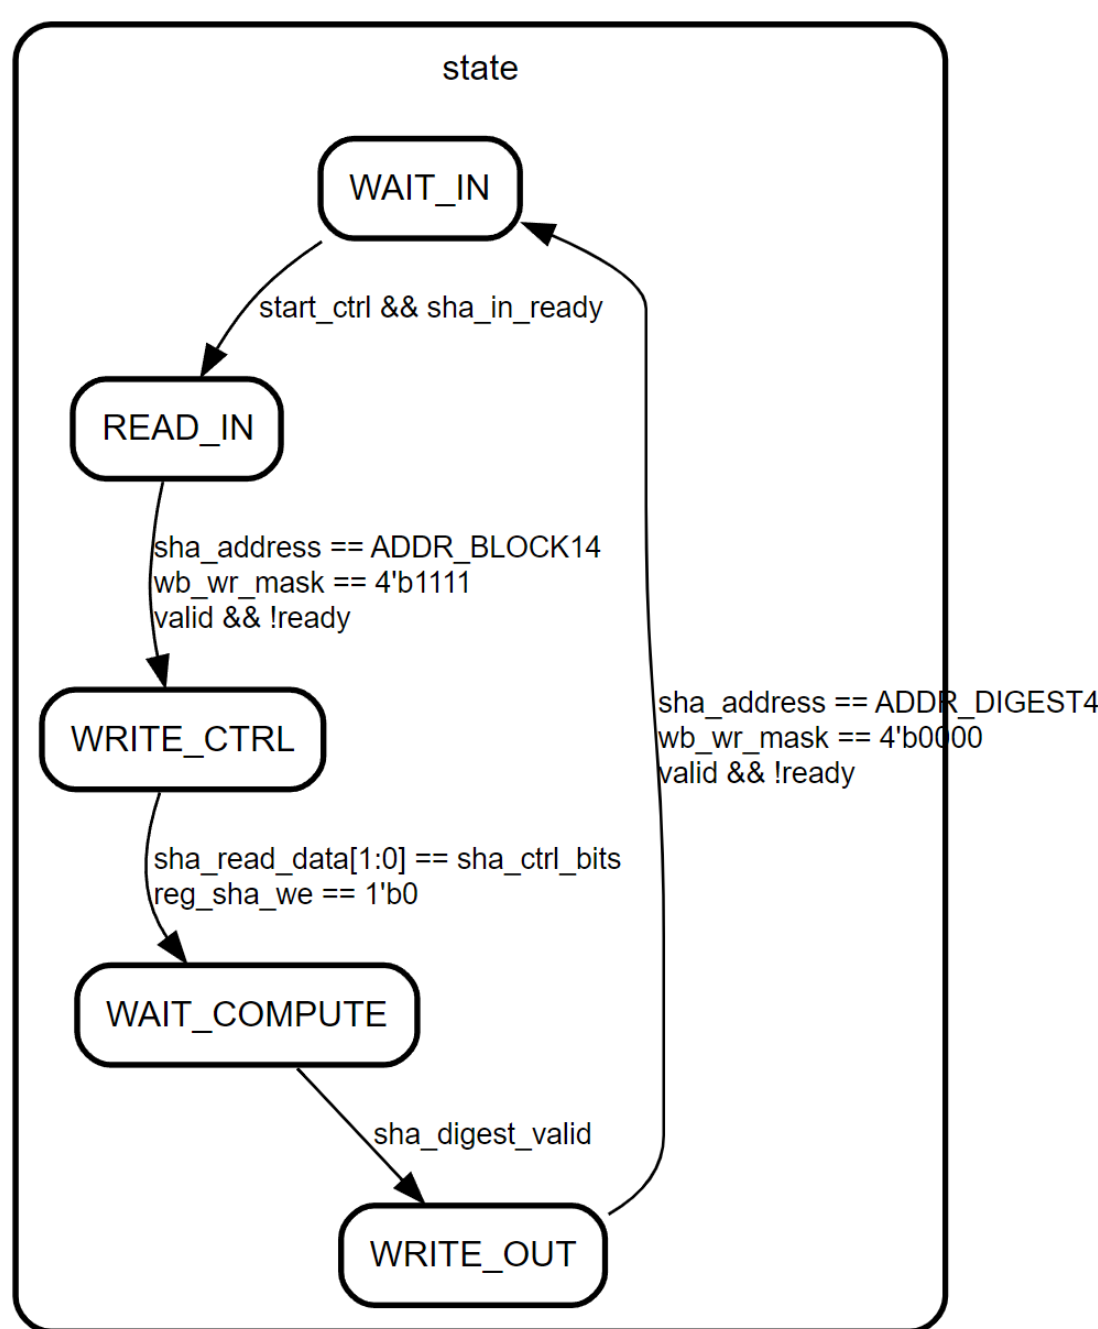 state
WAIT_IN
start_ctrl && sha_in_ready
READ_IN
sha_address == ADDR_BLOCK14
wb_wr_mask == 4'b1111
valid && !ready
WRITE_CTRL
sha_address == ADDR_DIGEST4
wb_wr_mask == 4'b0000
valid && !ready
sha_read_data[1:0] == sha_ctrl_bits
reg_sha_we == 1'b0
WAIT_COMPUTE
sha_digest_valid
WRITE_OUT